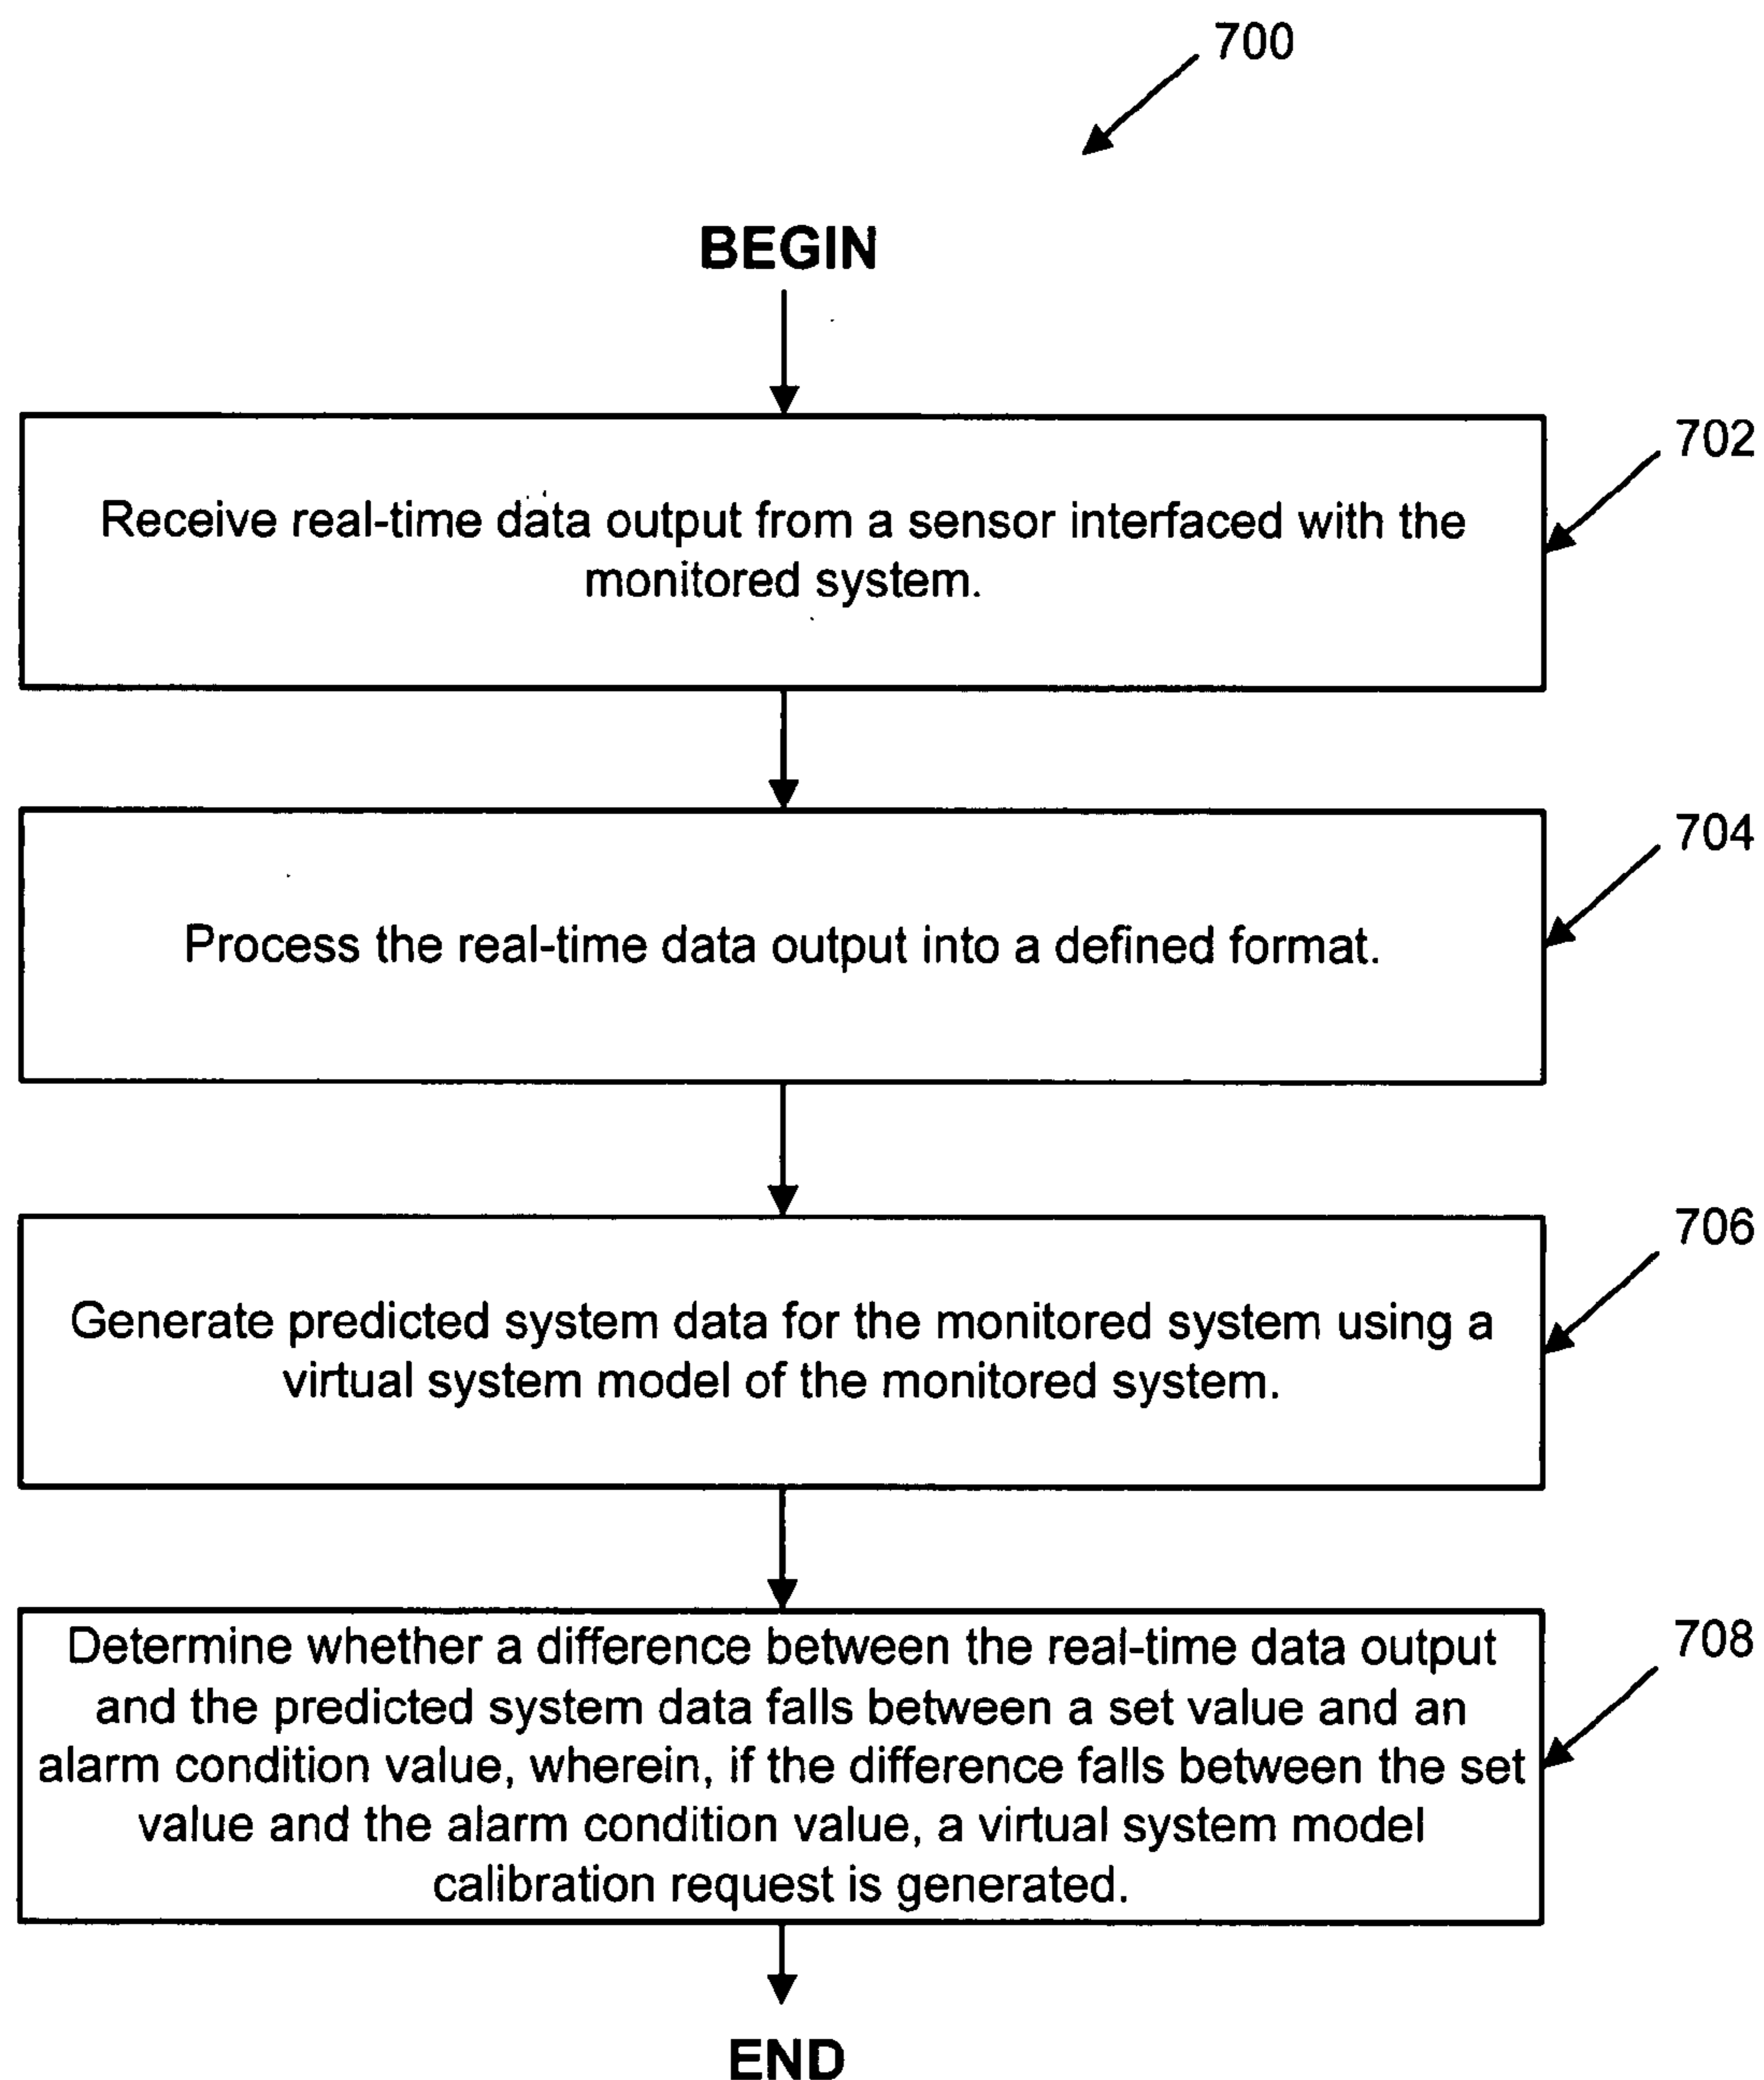 700
BEGIN
702
Receive real-time data output from a sensor interfaced with the
monitored system.
704
Process the real-time data output into a defined format.
706
Generate predicted system data for the monitored system using a
virtual system model of the monitored system.
708
Determine whether a difference between the real-time data output
and the predicted system data falls between a set value and an
alarm condition value, wherein, if the difference falls between the set
value and the alarm condition value, a virtual system model
calibration request is generated.
END